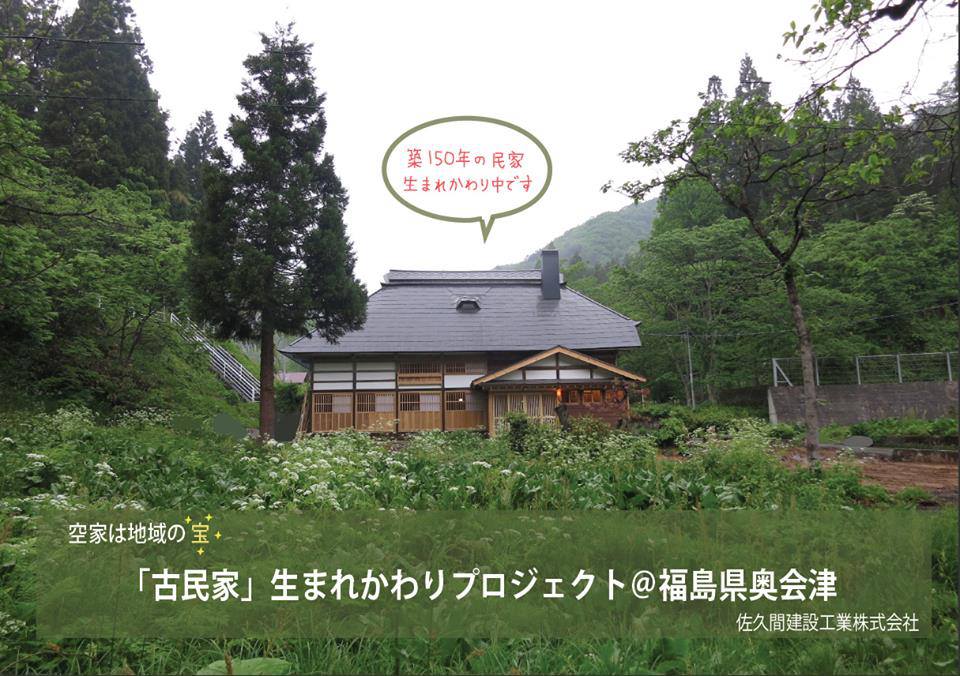 築150年の民家
生まれかわり中です
空家は地域の宝
「古民家」生まれかわりプロジェクト@福島県奥会津
佐久間建設工業株式会社